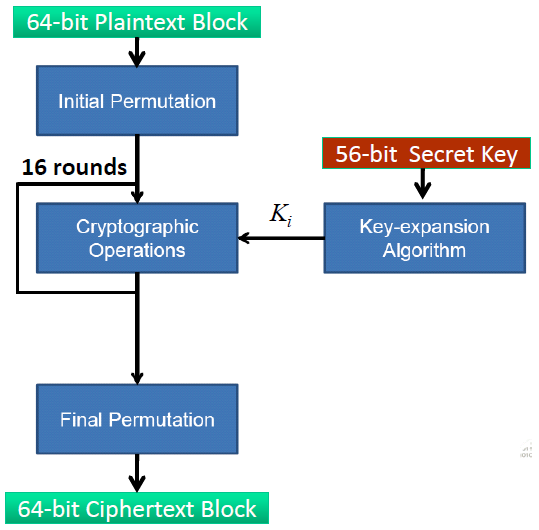 64-bit Plaintext Block
Initial Permutation
16 rounds
56-bit Secret Key
Cryptographic
Operations
K_i
Key-expansion
Algorithm
Final Permutation
64-bit Ciphertext Block